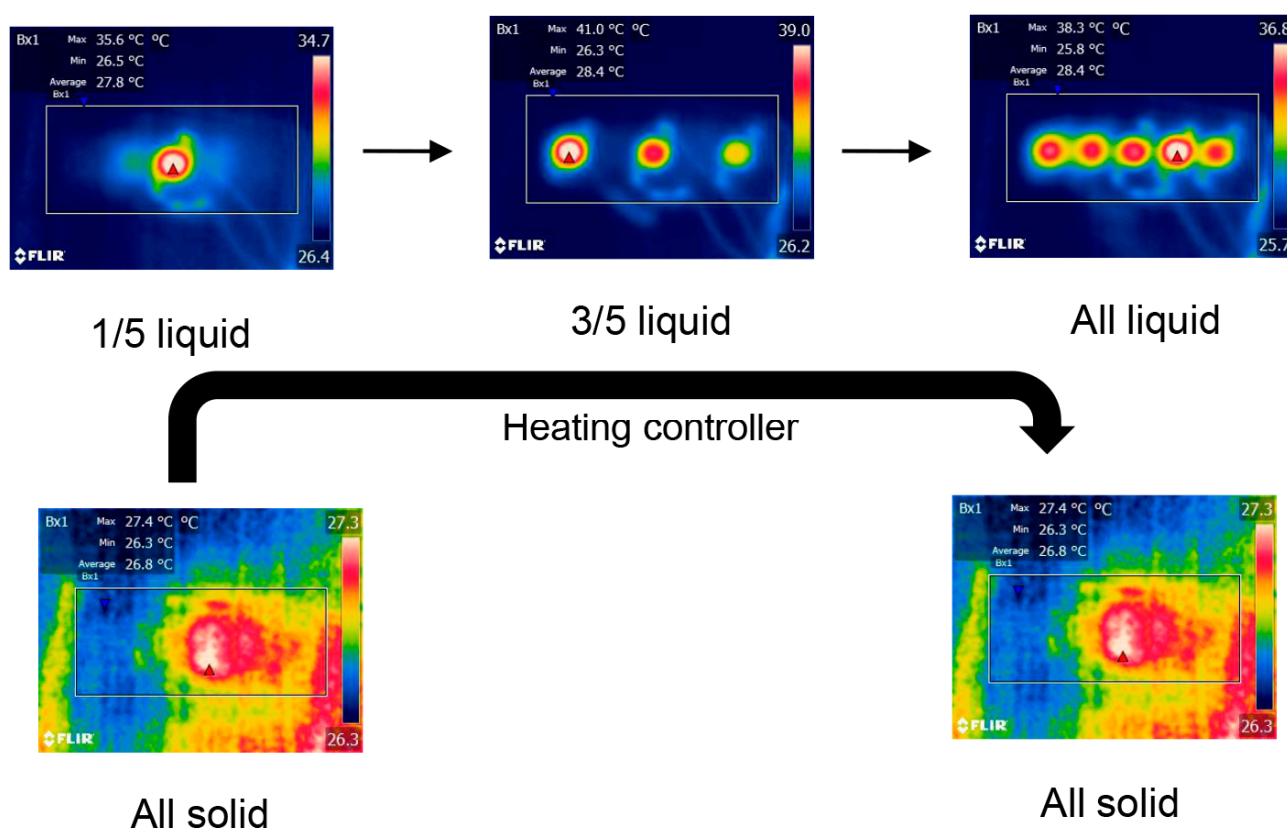 Bx1 Max 35.6 °C °C 34.7
Min 26.5 °C
Average 27.8 °C
Bx1
FLIR 26.4
Bx1 Max 41.0 °C °C 39.0
Min 26.3 °C
Average 28.4 °C
Bx1
FLIR 26.2
Bx1 Max 38.3 °C °C 36.8
Min 25.8 °C
Average 28.4 °C
Bx1
FLIR 25.7
1/5 liquid
3/5 liquid
All liquid
Heating controller
Bx1 Max 27.4 °C °C 27.3
Min 26.3 °C
Average 26.8 °C
Bx1
FLIR 26.3
Bx1 Max 27.4 °C °C 27.3
Min 26.3 °C
Average 26.8 °C
Bx1
FLIR 26.3
All solid
All solid